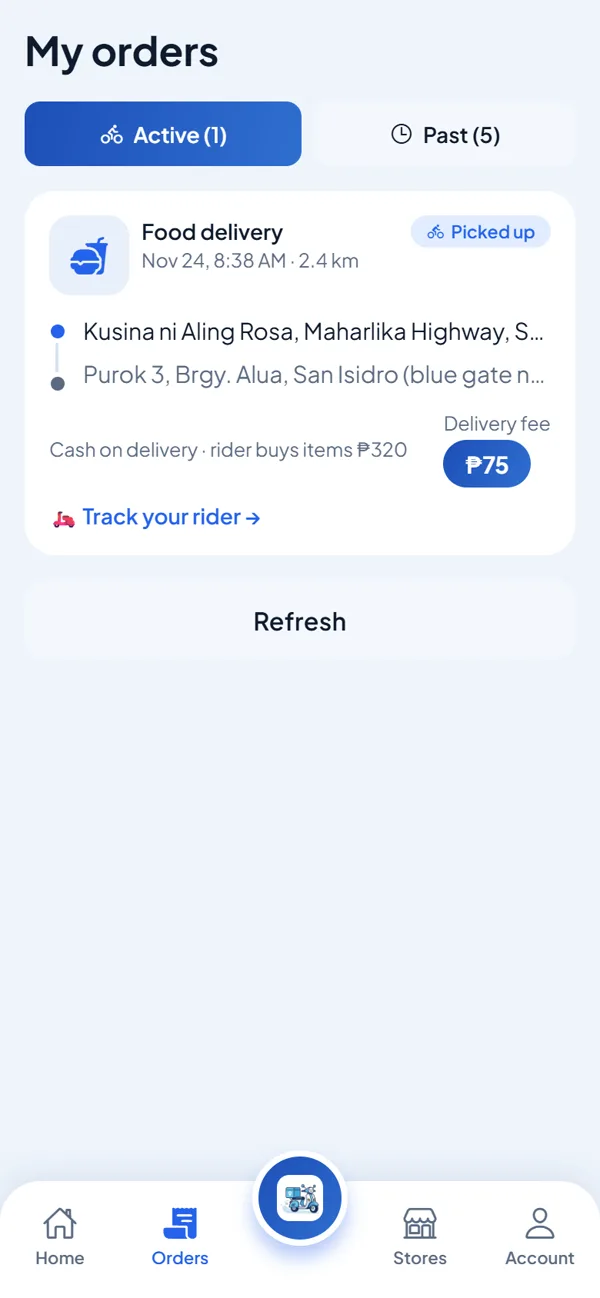 My orders
Active (1)
Past (5)
Food delivery
Picked up
Nov 24, 8:38 AM · 2.4 km
Kusina ni Aling Rosa, Maharlika Highway, S...
Purok 3, Brgy. Alua, San Isidro (blue gate n...
Delivery fee
Cash on delivery · rider buys items ₱320
₱75
Track your rider →
Refresh
Home
Orders
Stores
Account